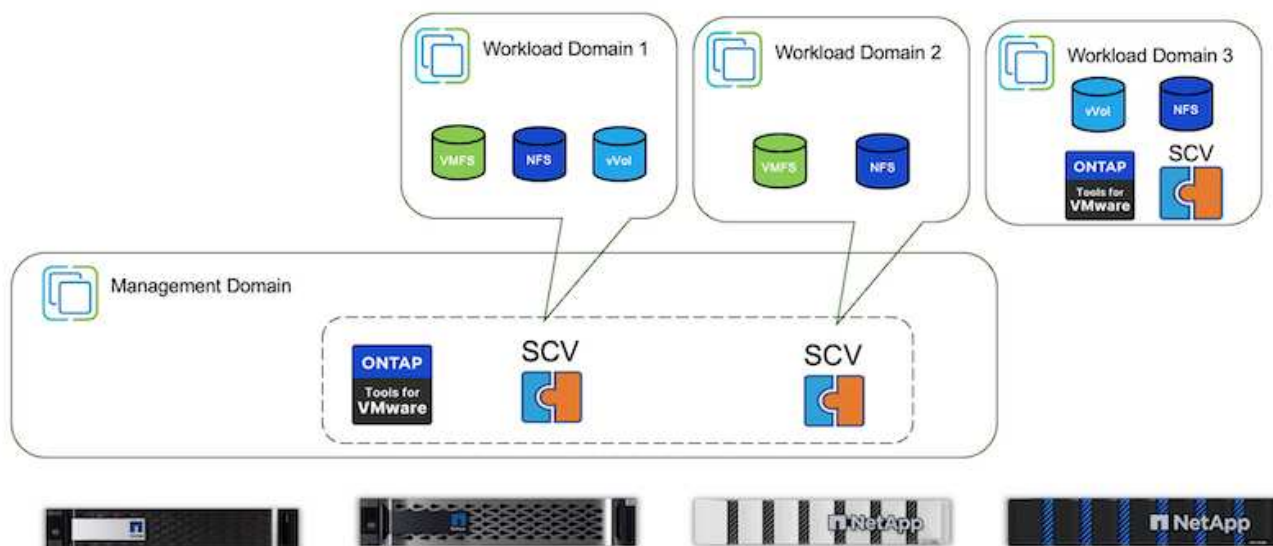 Workload Domain 1
VMFS
NFS
vVol
Workload Domain 2
VMFS
NFS
Workload Domain 3
vVol
NFS
ONTAP
Tools for
VMware
SCV
Management Domain
ONTAP
Tools for
VMware
SCV
SCV
NetApp
NetApp